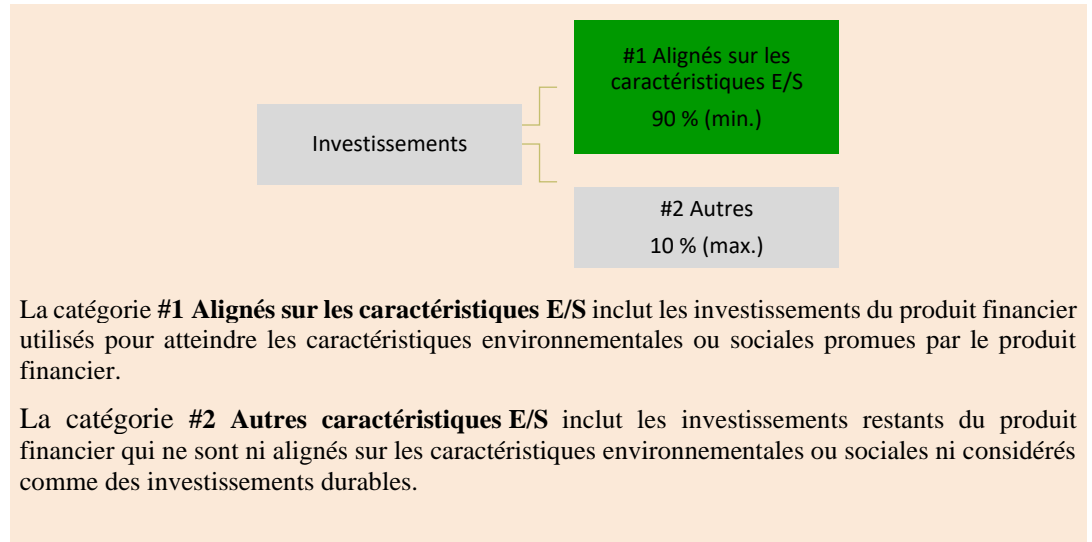 #1 Alignés sur les
caractéristiques E/S
90 % (min.)
Investissements
#2 Autres
10 % (max.)
La catégorie #1 Alignés sur les caractéristiques E/S inclut les investissements du produit financier
utilisés pour atteindre les caractéristiques environnementales ou sociales promues par le produit
financier.
La catégorie #2 Autres caractéristiques E/S inclut les investissements restants du produit
financier qui ne sont ni alignés sur les caractéristiques environnementales ou sociales ni considérés
comme des investissements durables.